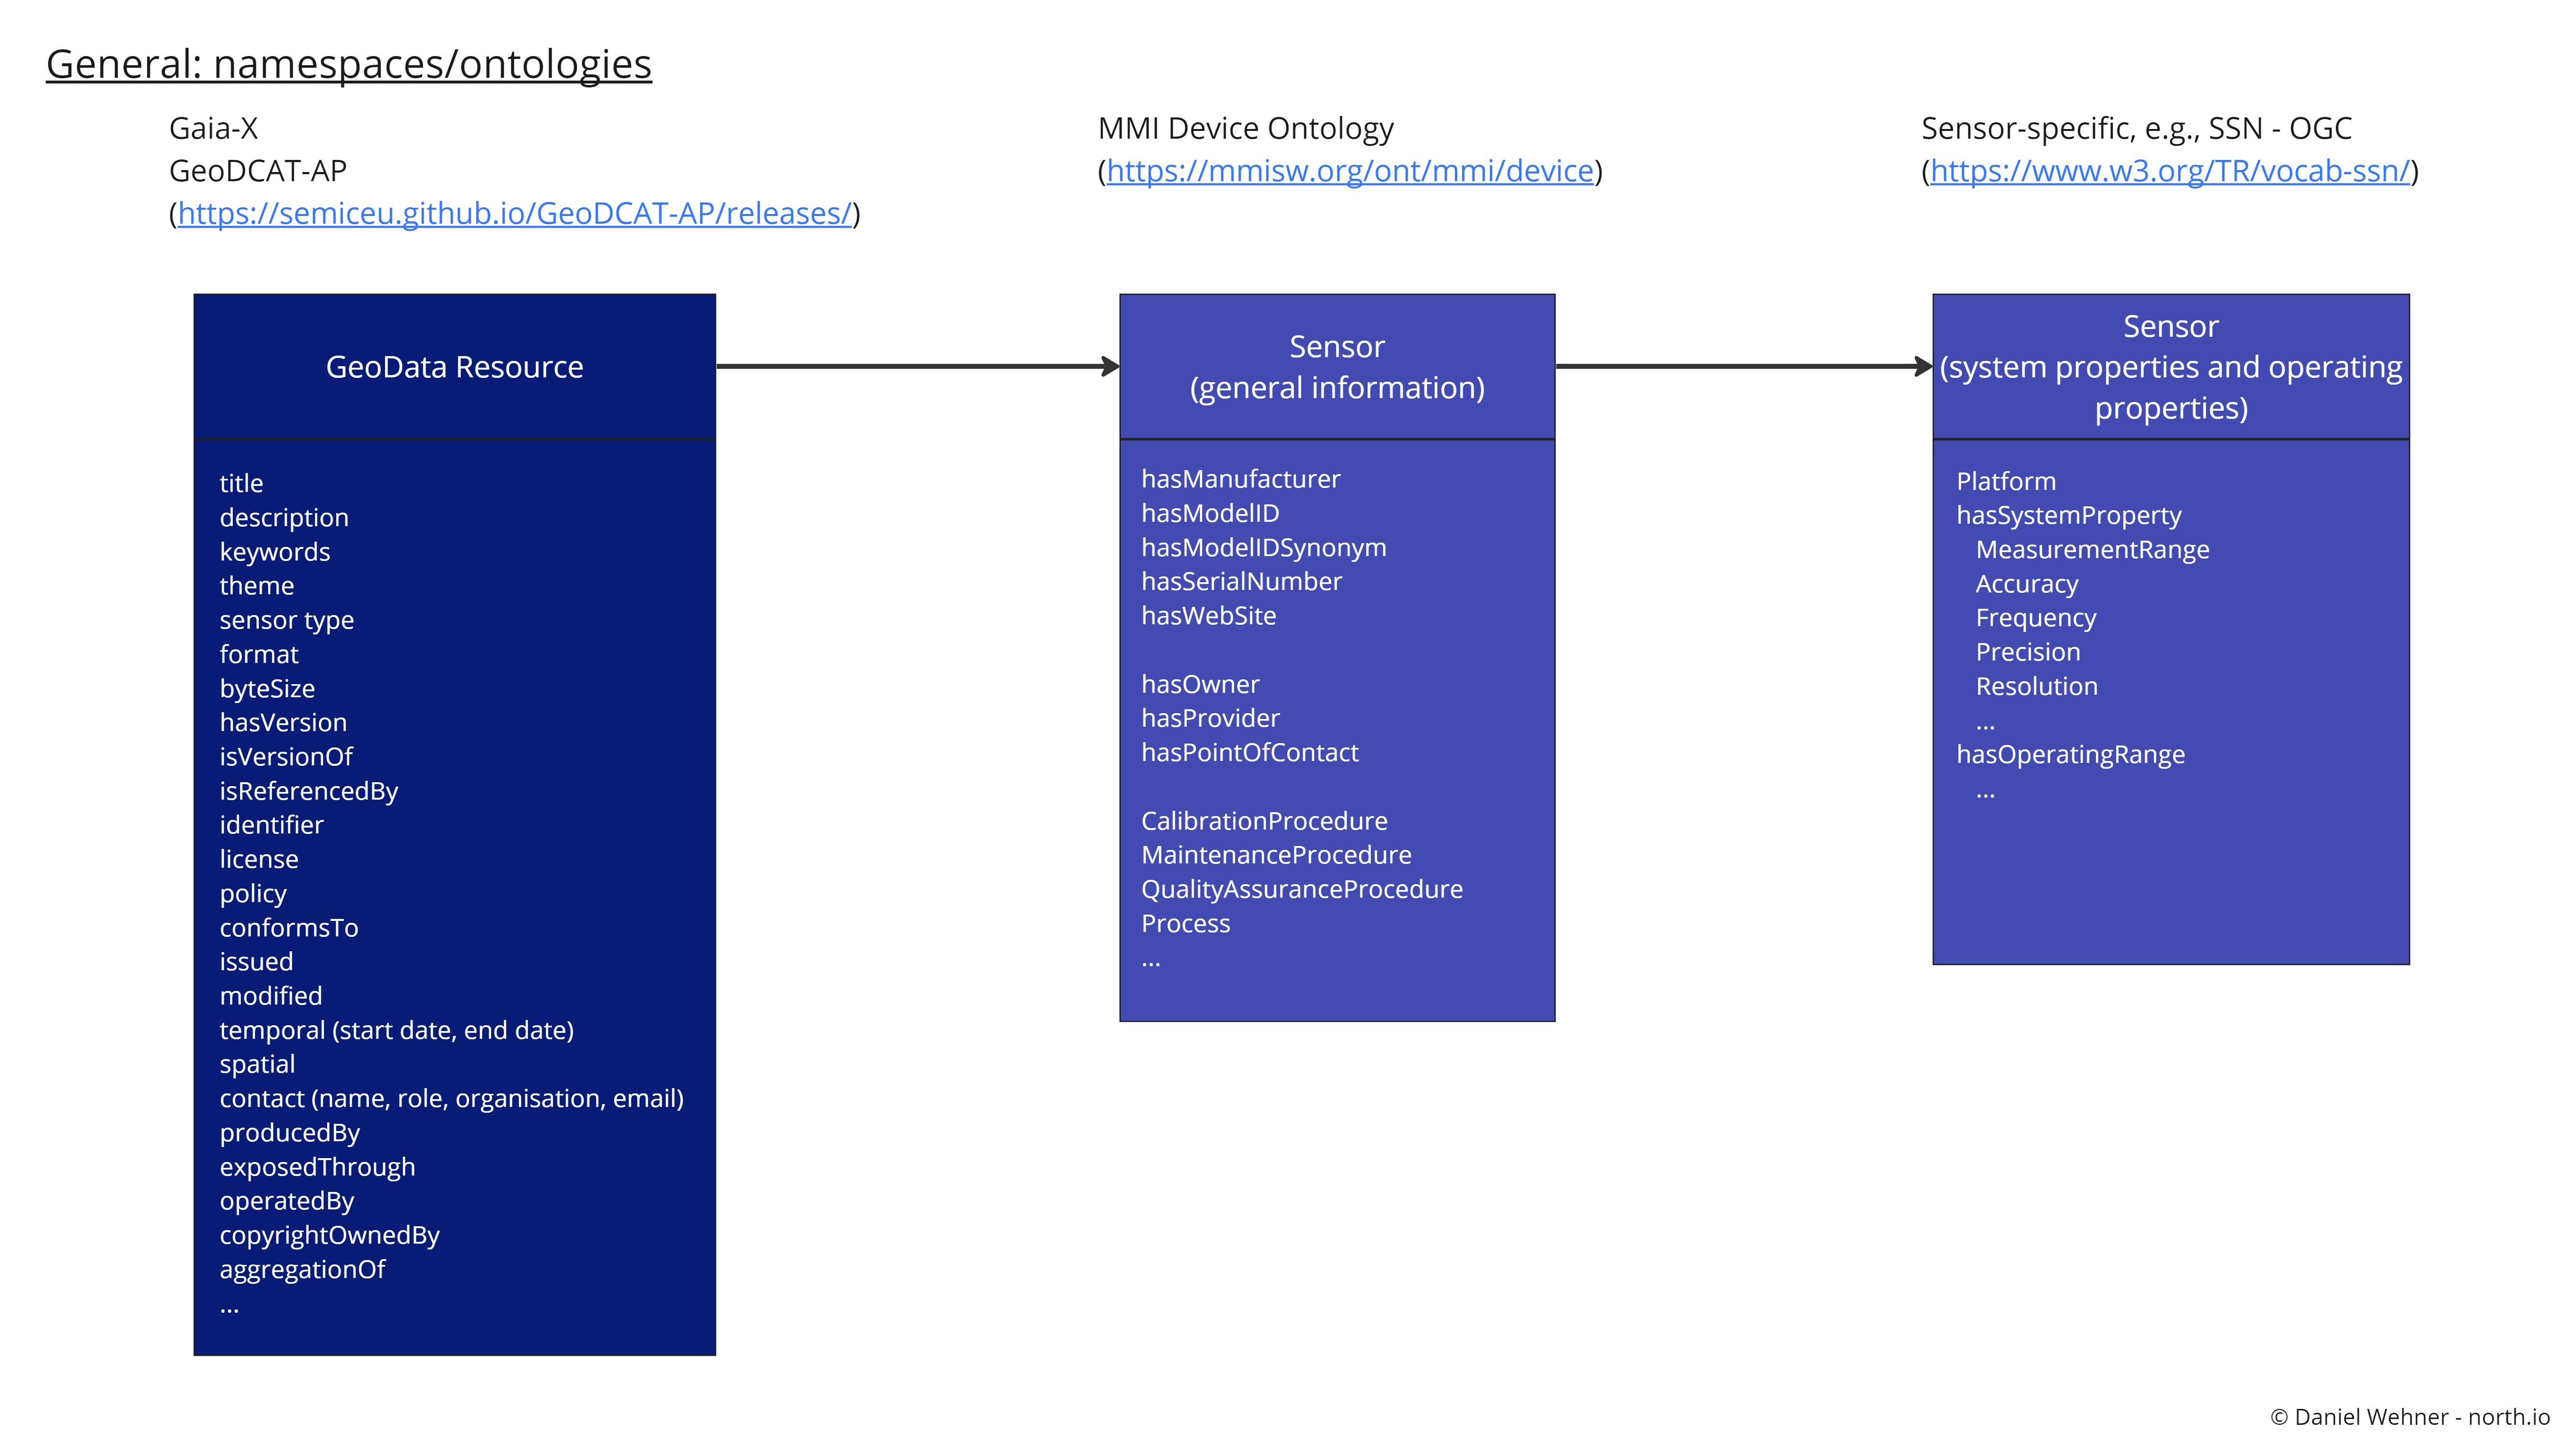 General: namespaces/ontologies
Gaia-X
GeoDCAT-AP
(https://semiceu.github.io/GeoDCAT-AP/releases/)
MMI Device Ontology
(https://mmisw.org/ont/mmi/device)
Sensor-specific, e.g., SSN - OGC
(https://www.w3.org/TR/vocab-ssn/)
GeoData Resource
title
description
keywords
theme
sensor type
format
byteSize
hasVersion
isVersionOf
isReferencedBy
identifier
license
policy
conformsTo
issued
modified
temporal (start date, end date)
spatial
contact (name, role, organisation, email)
producedBy
exposedThrough
operatedBy
copyrightOwnedBy
aggregationOf
...
Sensor
(general information)
hasManufacturer
hasModelID
hasModelIDSynonym
hasSerialNumber
hasWebSite
hasOwner
hasProvider
hasPointOfContact
CalibrationProcedure
MaintenanceProcedure
QualityAssuranceProcedure
Process
...
Sensor
(system properties and operating
properties)
Platform
hasSystemProperty
MeasurementRange
Accuracy
Frequency
Precision
Resolution
...
hasOperatingRange
...
© Daniel Wehner - north.io